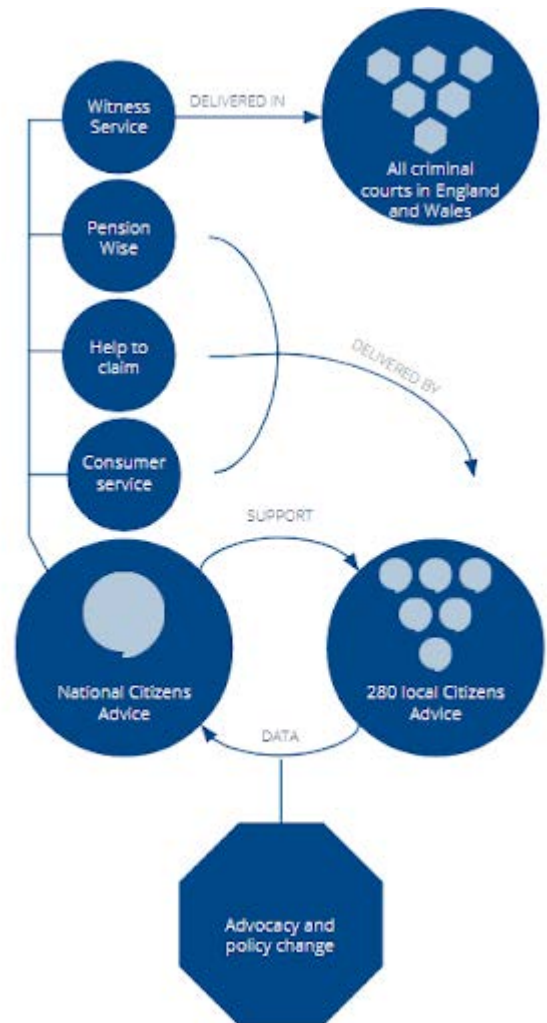 Witness
Service
DELIVERED IN
All criminal
courts in England
and Wales
Pension
Wise
Help to
claim
DELIVERED BY
Consumer
service
SUPPORT
National Citizens
Advice
280 local Citizens
Advice
DATA
Advocacy and
policy change